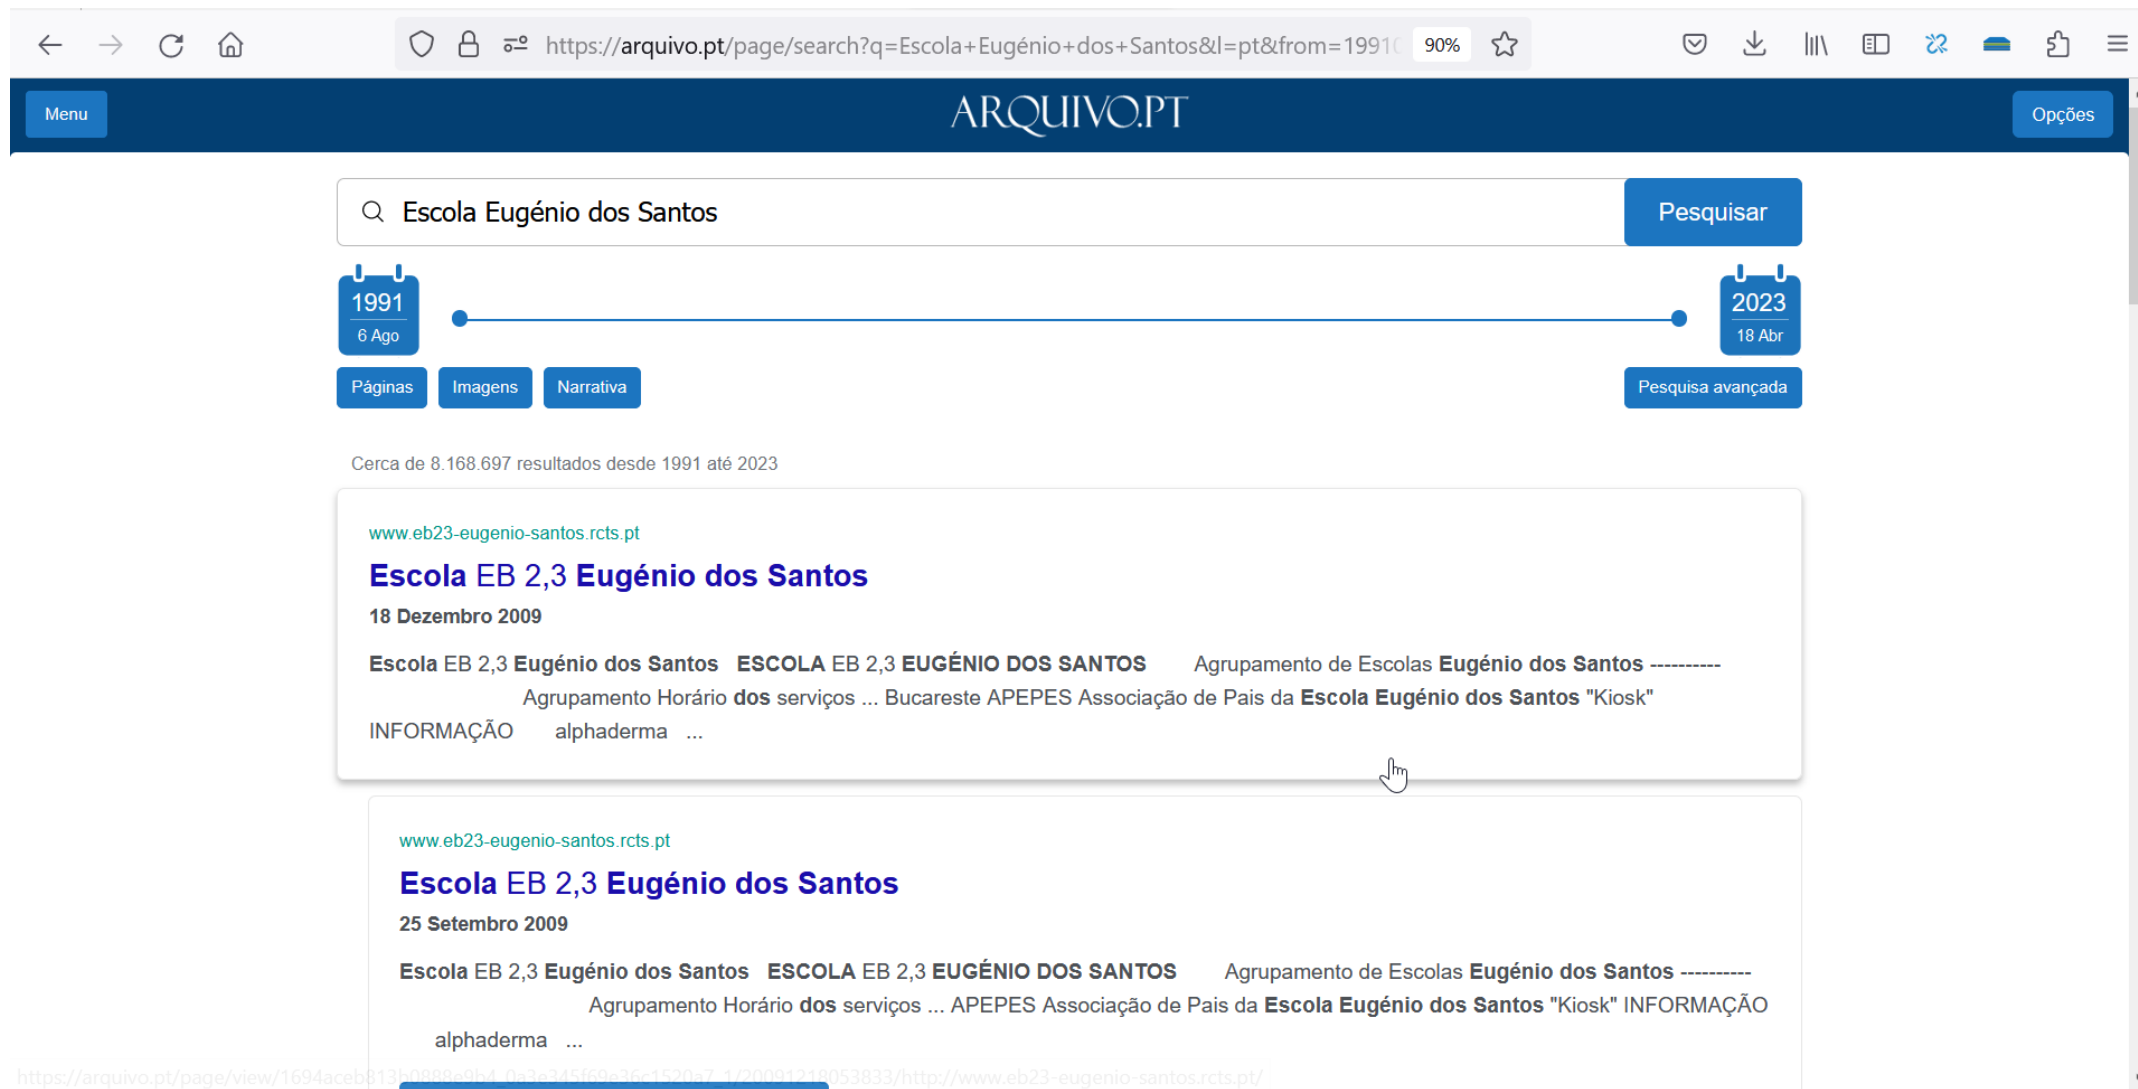 https://arquivo.pt/page/search?q=Escola+Eugénio+dos+Santos&l=pt&from=1991 90%
Menu ARQUIVO.PT Opções
Escola Eugénio dos Santos Pesquisar
1991 2023
6 Ago 18 Abr
Páginas Imagens Narrativa Pesquisa avançada
Cerca de 8.168.697 resultados desde 1991 até 2023
www.eb23-eugenio-santos.rcts.pt
Escola EB 2,3 Eugénio dos Santos
18 Dezembro 2009
Escola EB 2,3 Eugénio dos Santos ESCOLA EB 2,3 EUGÉNIO DOS SANTOS Agrupamento de Escolas Eugénio dos Santos ----------
Agrupamento Horário dos serviços ... Bucareste APEPES Associação de Pais da Escola Eugénio dos Santos "Kiosk"
INFORMAÇÃO alphaderma ...
www.eb23-eugenio-santos.rcts.pt
Escola EB 2,3 Eugénio dos Santos
25 Setembro 2009
Escola EB 2,3 Eugénio dos Santos ESCOLA EB 2,3 EUGÉNIO DOS SANTOS Agrupamento de Escolas Eugénio dos Santos ----------
Agrupamento Horário dos serviços ... APEPES Associação de Pais da Escola Eugénio dos Santos "Kiosk" INFORMAÇÃO
alphaderma ...